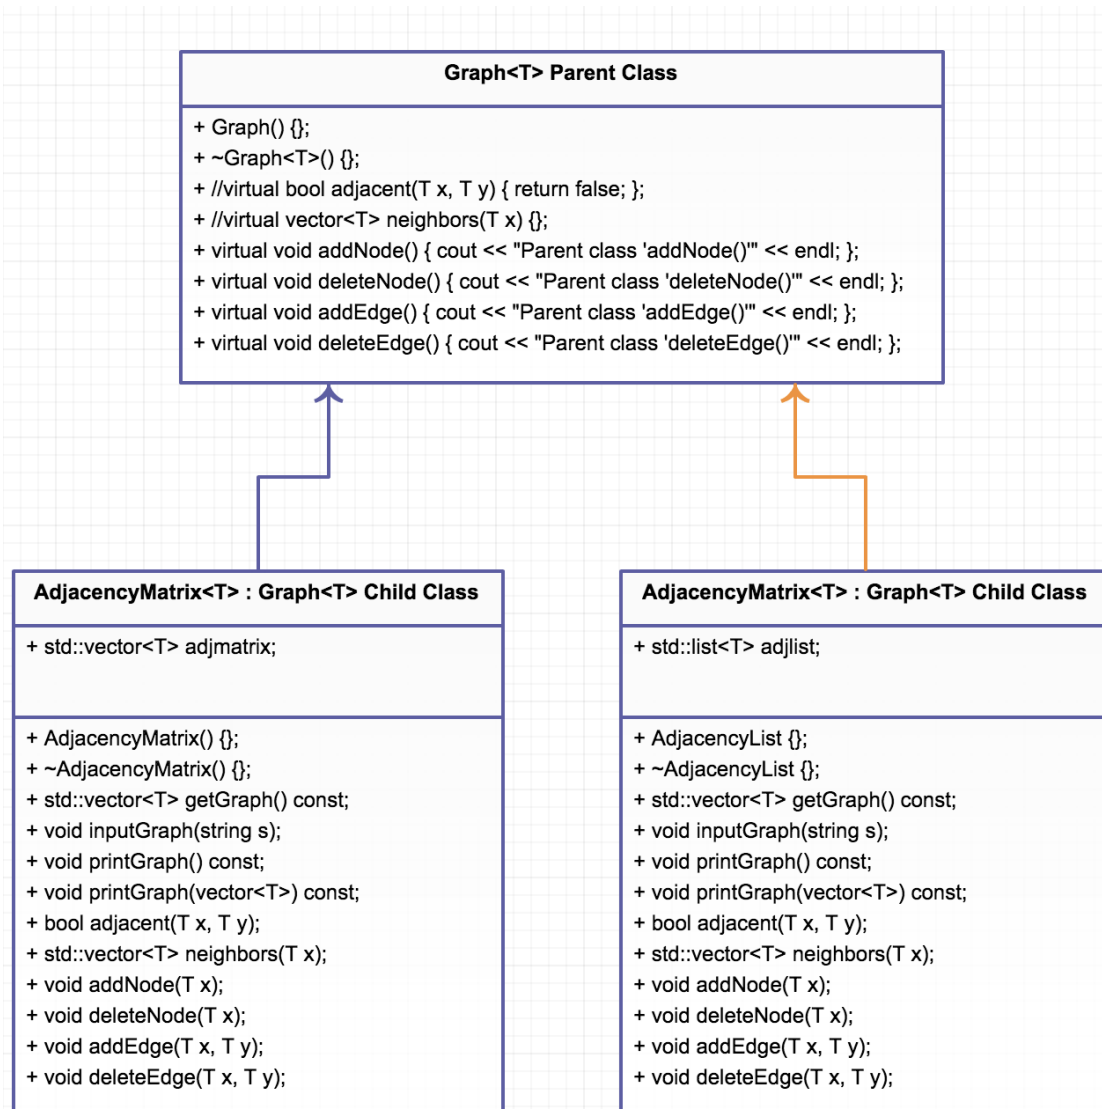 Graph<T> Parent Class
+ Graph() {};
+ ~Graph<T>() {};
+ //virtual bool adjacent(T x, T y) { return false; };
+ //virtual vector<T> neighbors(T x) {};
+ virtual void addNode() { cout << "Parent class 'addNode()'" << endl; };
+ virtual void deleteNode() { cout << "Parent class 'deleteNode()'" << endl; };
+ virtual void addEdge() { cout << "Parent class 'addEdge()'" << endl; };
+ virtual void deleteEdge() { cout << "Parent class 'deleteEdge()'" << endl; };
AdjacencyMatrix<T> : Graph<T> Child Class
+ std::vector<T> adjmatrix;
+ AdjacencyMatrix() {};
+ ~AdjacencyMatrix() {};
+ std::vector<T> getGraph() const;
+ void inputGraph(string s);
+ void printGraph() const;
+ void printGraph(vector<T>) const;
+ bool adjacent(T x, T y);
+ std::vector<T> neighbors(T x);
+ void addNode(T x);
+ void deleteNode(T x);
+ void addEdge(T x, T y);
+ void deleteEdge(T x, T y);
AdjacencyMatrix<T> : Graph<T> Child Class
+ std::list<T> adjlist;
+ AdjacencyList {};
+ ~AdjacencyList {};
+ std::vector<T> getGraph() const;
+ void inputGraph(string s);
+ void printGraph() const;
+ void printGraph(vector<T>) const;
+ bool adjacent(T x, T y);
+ std::vector<T> neighbors(T x);
+ void addNode(T x);
+ void deleteNode(T x);
+ void addEdge(T x, T y);
+ void deleteEdge(T x, T y);